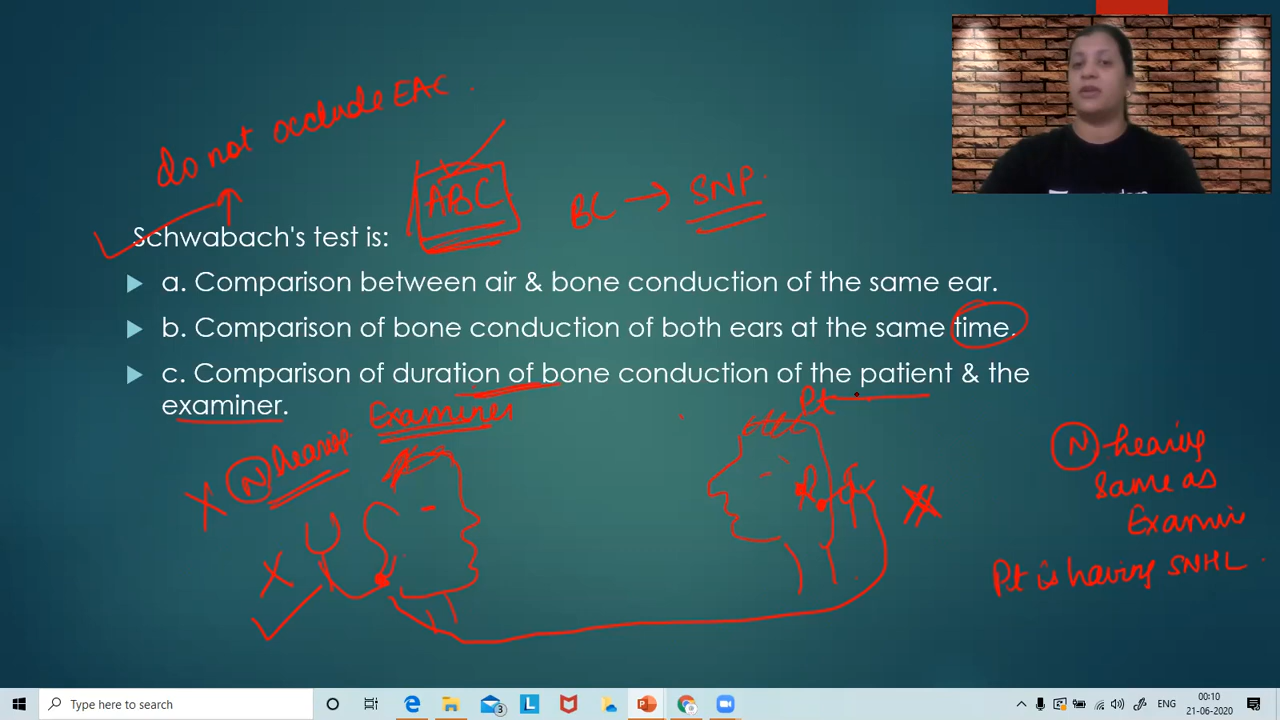 do not occlude EAC.
ABC
BC → SNP.
Schwabach's test is:
a. Comparison between air & bone conduction of the same ear.
b. Comparison of bone conduction of both ears at the same time.
c. Comparison of duration of bone conduction of the patient & the
examiner.
Examiner
Pt
N hearing
N hearing
Same as
Examin
Pt is having SNHL.
Type here to search
3
ENG
00:10
21-06-2020